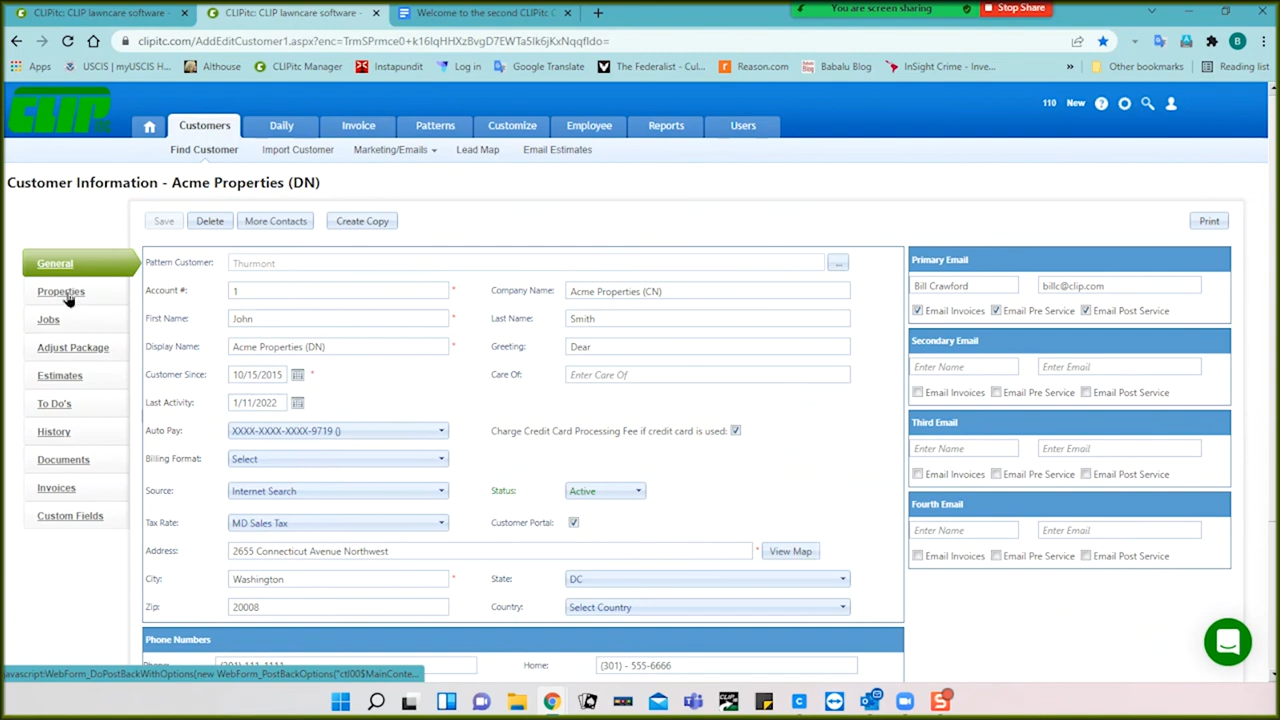 CLIPitc: CLIP lawncare software -
CLIPitc: CLIP lawncare software -
Welcome to the second CLIPitc C
You are screen sharing
Stop Share
clipitc.com/AddEditCustomer1.aspx?enc=
Apps
USCIS | myUSCIS H...
Althouse
CLIPitc Manager
Instapundit
Log in
Google Translate
The Federalist - Cul...
Reason.com
Babalu Blog
InSight Crime - Inve...
»
Other bookmarks
Reading list
CLIP
110 New
Customers Daily Invoice Patterns Customize Employee Reports Users
Find Customer Import Customer Marketing/Emails Lead Map Email Estimates
Customer Information - Acme Properties (DN)
Save Delete More Contacts Create Copy Print
General
Properties
Jobs
Adjust Package
Estimates
To Do's
History
Documents
Invoices
Custom Fields
Pattern Customer: Thurmont ...
Account #: 1 * Company Name: Acme Properties (CN)
First Name: John * Last Name: Smith
Display Name: Acme Properties (DN) * Greeting: Dear
Customer Since: 10/15/2015 * Care Of: Enter Care Of
Last Activity: 1/11/2022
Auto Pay: XXXX-XXXX-XXXX-9719 () Charge Credit Card Processing Fee if credit card is used:
Billing Format: Select
Source: Internet Search Status: Active
Tax Rate: MD Sales Tax Customer Portal:
Address: 2655 Connecticut Avenue Northwest * View Map
City: Washington * State: DC
Zip: 20008 Country: Select Country
Phone Numbers
Home: (301) - 555-6666
Primary Email
Bill Crawford billc@clip.com
Email Invoices Email Pre Service Email Post Service
Secondary Email
Enter Name Enter Email
Email Invoices Email Pre Service Email Post Service
Third Email
Enter Name Enter Email
Email Invoices Email Pre Service Email Post Service
Fourth Email
Enter Name Enter Email
Email Invoices Email Pre Service Email Post Service
javascript:WebForm_DoPostBackWithOptions(new WebForm_PostBackOptions("ctl00$MainConte...